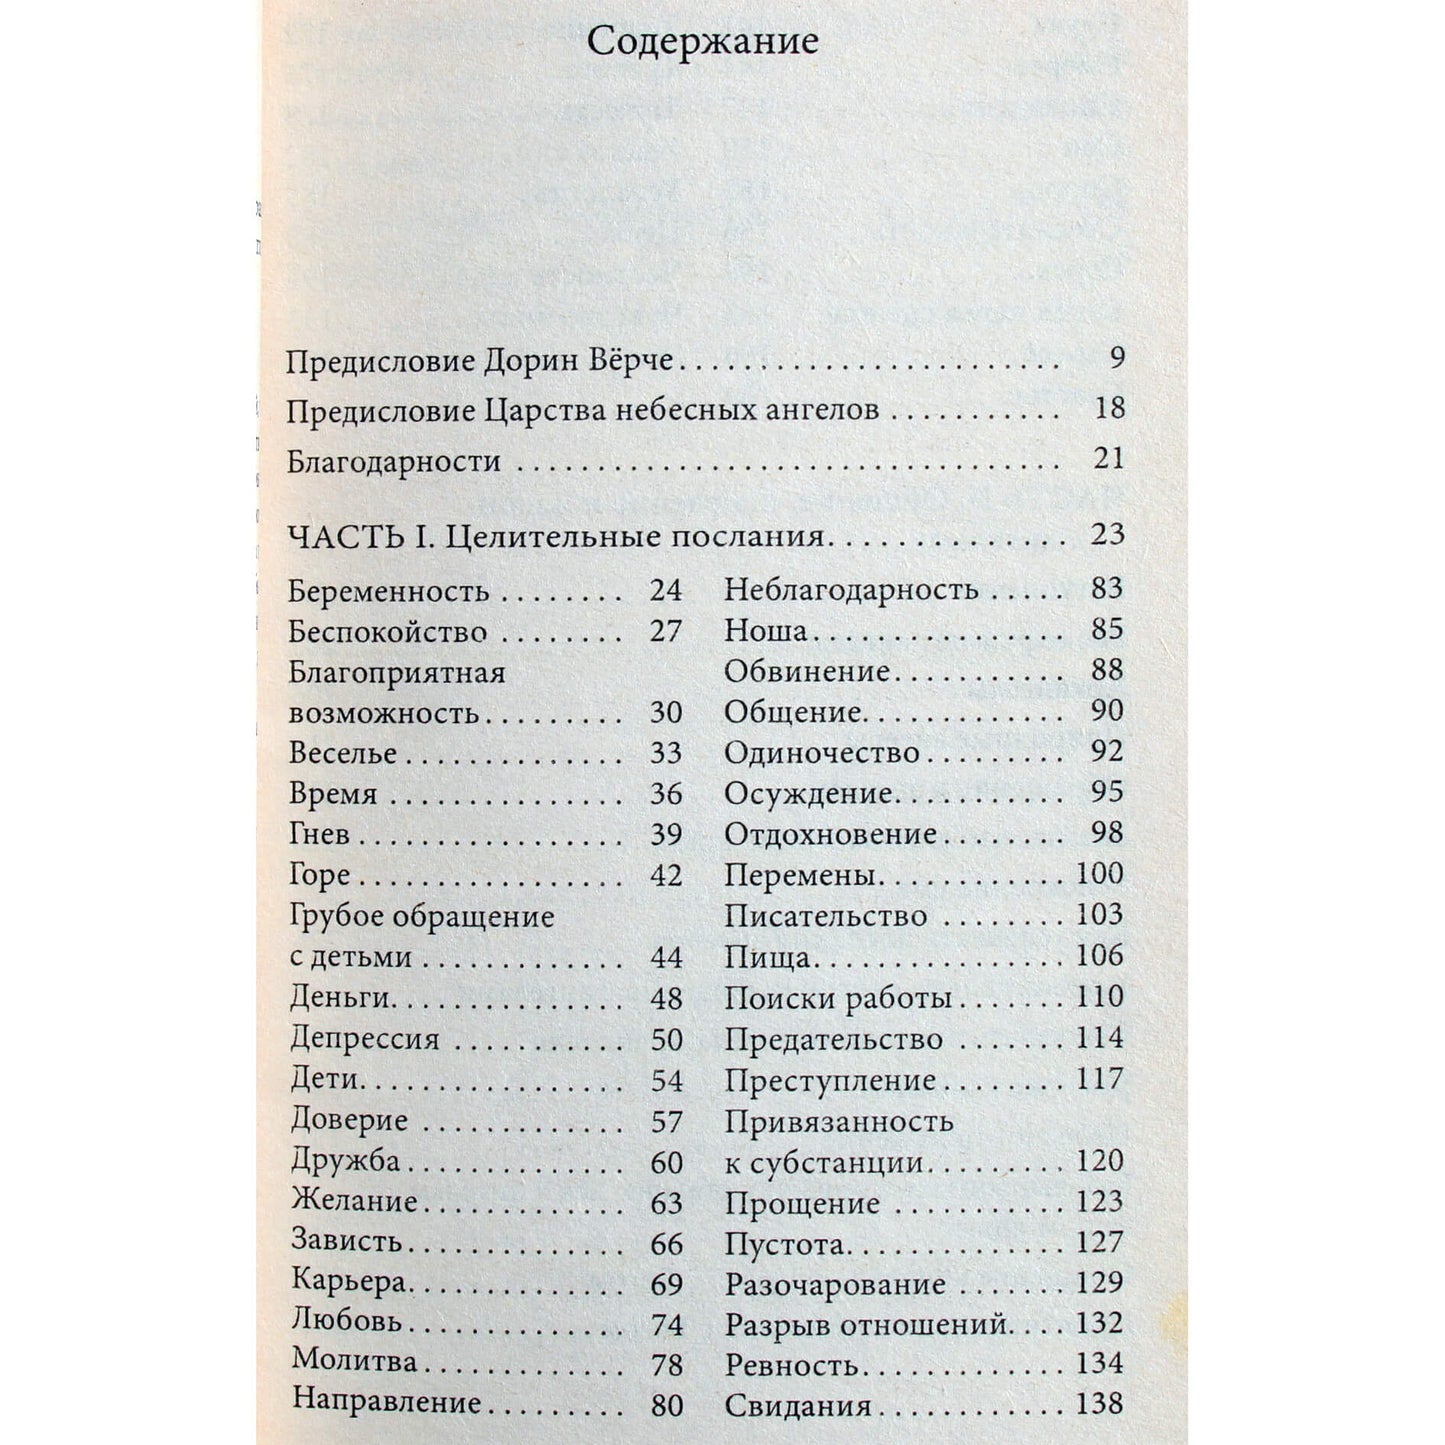 Содержание
Предисловие Дорин Вёрче. . . . . . . . . . . . . . . . . . . . . . . . 9
Предисловие Царства небесных ангелов . . . . . . . . . . . 18
Благодарности . . . . . . . . . . . . . . . . . . . . . . . . . . . . . . . . . . 21
ЧАСТЬ I. Целительные послания. . . . . . . . . . . . . . . 23
Беременность . . . . . . . . 24
Беспокойство . . . . . . . . 27
Благоприятная
возможность. . . . . . . . . 30
Веселье . . . . . . . . . . . . . . 33
Время . . . . . . . . . . . . . . . 36
Гнев . . . . . . . . . . . . . . . . . 39
Горе . . . . . . . . . . . . . . . . . 42
Грубое обращение
с детьми . . . . . . . . . . . . . 44
Деньги. . . . . . . . . . . . . . . 48
Депрессия . . . . . . . . . . . 50
Дети. . . . . . . . . . . . . . . . . 54
Доверие . . . . . . . . . . . . . 57
Дружба. . . . . . . . . . . . . . 60
Желание. . . . . . . . . . . . . 63
Зависть. . . . . . . . . . . . . . 66
Карьера. . . . . . . . . . . . . . 69
Любовь. . . . . . . . . . . . . . 74
Молитва. . . . . . . . . . . . . 78
Направление. . . . . . . . . 80
Неблагодарность . . . . . 83
Ноша. . . . . . . . . . . . . . . . 85
Обвинение. . . . . . . . . . . 88
Общение. . . . . . . . . . . . . 90
Одиночество . . . . . . . . . 92
Осуждение. . . . . . . . . . . 95
Отдохновение . . . . . . . . 98
Перемены. . . . . . . . . . . . 100
Писательство . . . . . . . . 103
Пища. . . . . . . . . . . . . . . . 106
Поиски работы . . . . . . . 110
Предательство . . . . . . . 114
Преступление . . . . . . . . 117
Привязанность
к субстанции. . . . . . . . . 120
Прощение . . . . . . . . . . . 123
Пустота. . . . . . . . . . . . . . 127
Разочарование . . . . . . . 129
Разрыв отношений. . . . 132
Ревность. . . . . . . . . . . . . 134
Свидания . . . . . . . . . . . . 138